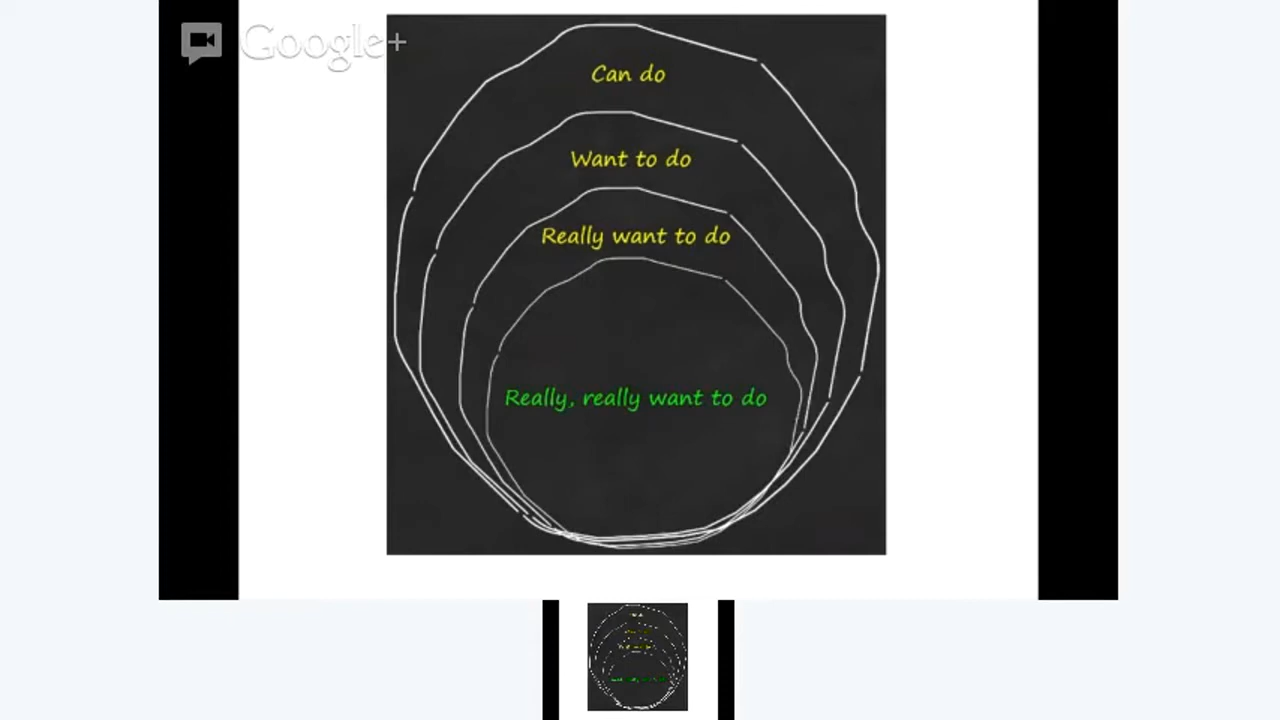 Google+
Can do
Want to do
Really want to do
Really, really want to do